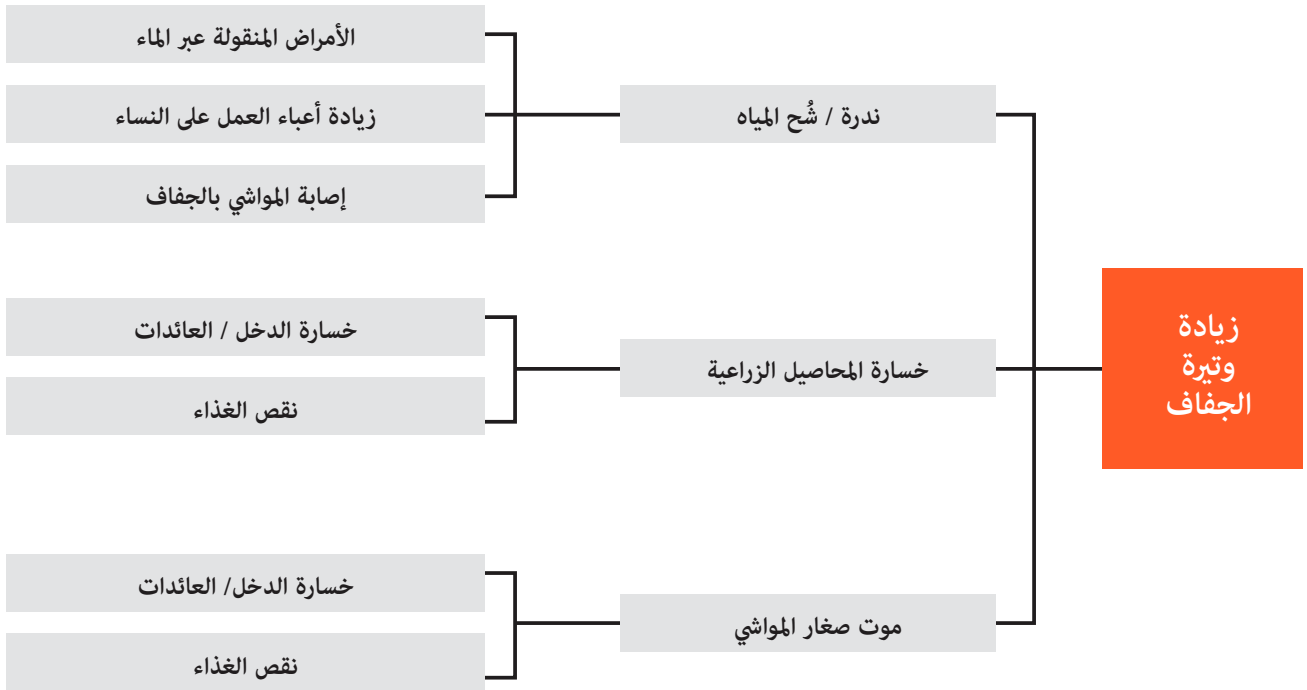 زيادة
وتيرة
الجفاف
ندرة / شُح المياه
الأمراض المنقولة عبر الماء
زيادة أعباء العمل على النساء
إصابة المواشي بالجفاف
خسارة المحاصيل الزراعية
خسارة الدخل / العائدات
نقص الغذاء
موت صغار المواشي
خسارة الدخل/ العائدات
نقص الغذاء